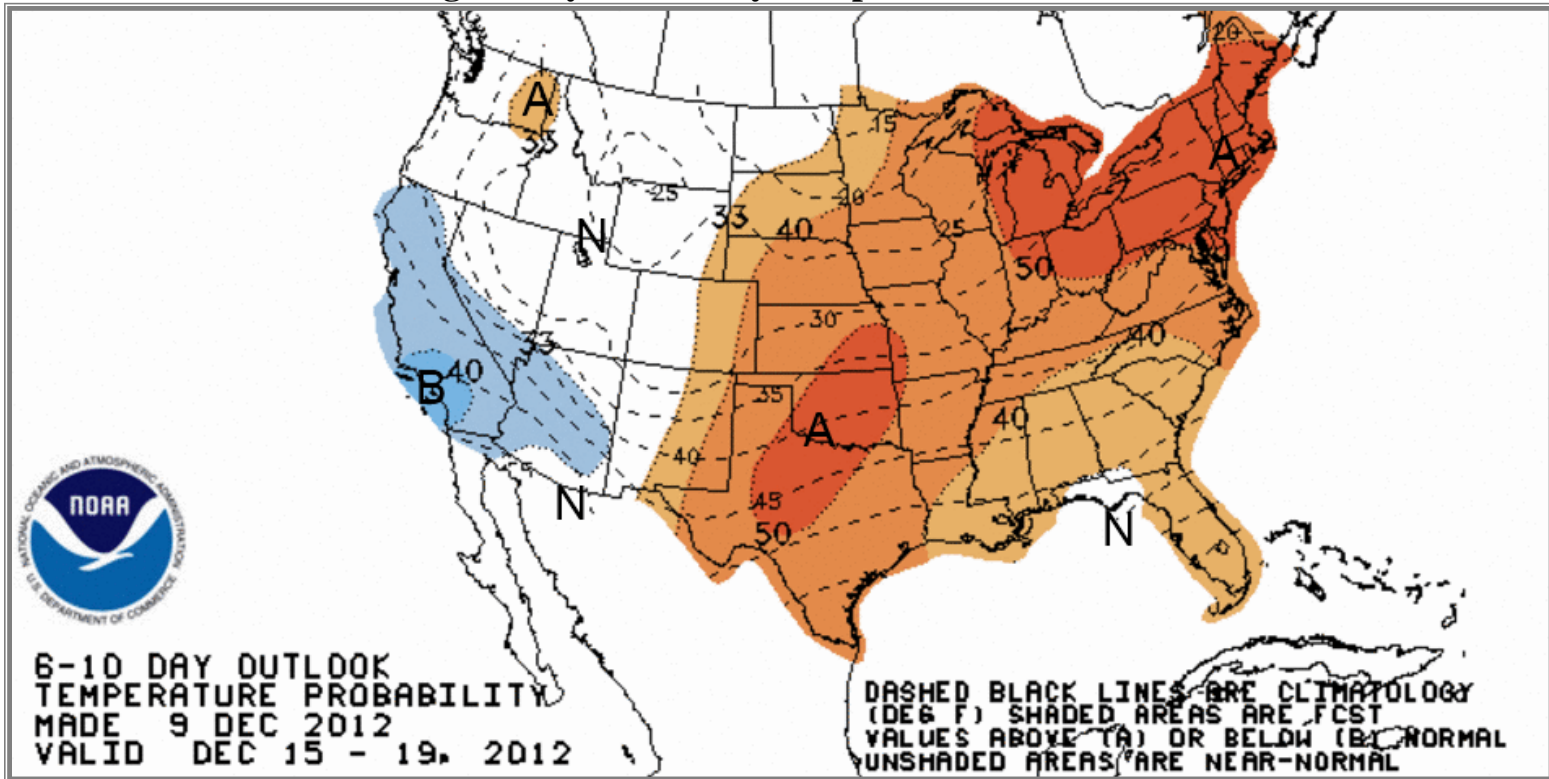 20
A
15
33
A
25
20
33
N
40
25
50
30
33
40
40
B
35
40
A
40
45
N
50
N
NATIONAL OCEANIC AND ATMOSPHERIC ADMINISTRATION
NOAA
U.S. DEPARTMENT OF COMMERCE
6-10 DAY OUTLOOK
TEMPERATURE PROBABILITY
MADE 9 DEC 2012
VALID DEC 15 - 19, 2012
DASHED BLACK LINES ARE CLIMATOLOGY
(DEG F) SHADED AREAS ARE FCST
VALUES ABOVE (A) OR BELOW (B) NORMAL
UNSHADED AREAS ARE NEAR-NORMAL